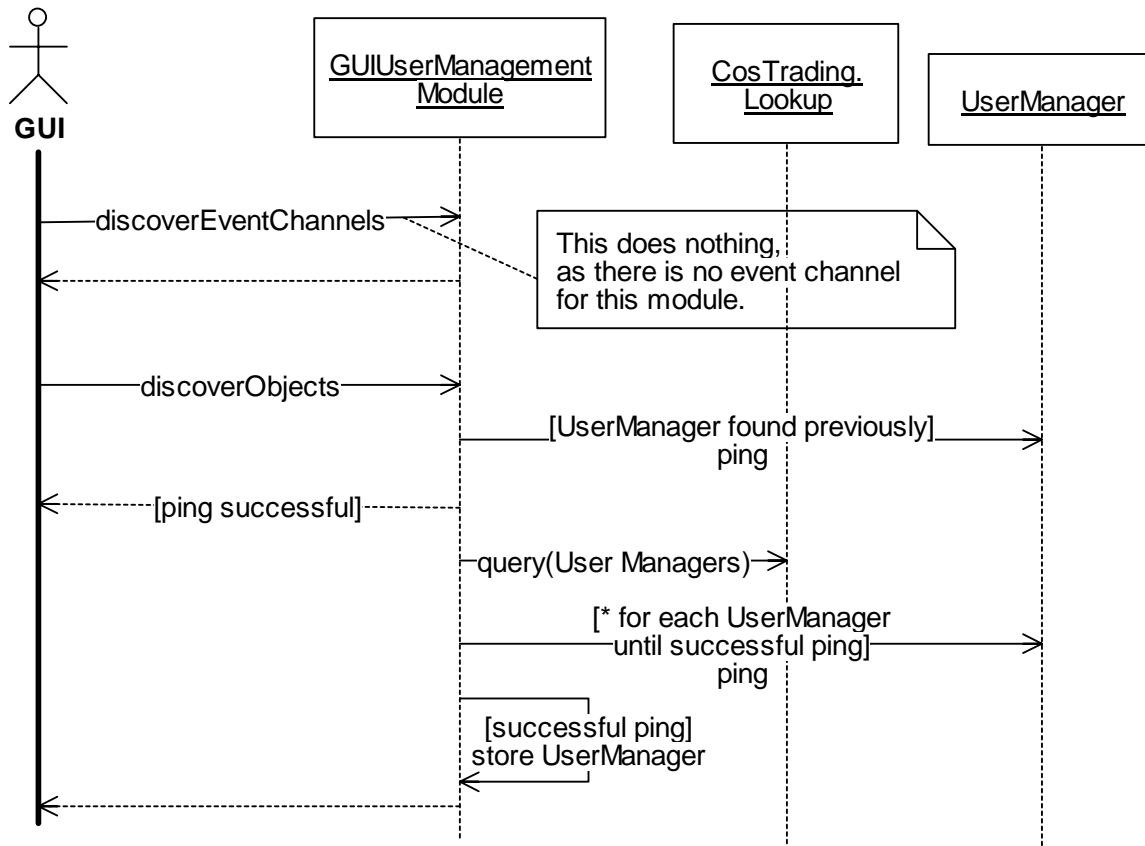 GUI
GUIUserManagement
Module
CosTrading.
Lookup
UserManager
discoverEventChannels
This does nothing,
as there is no event channel
for this module.
discoverObjects
[UserManager found previously]
ping
[ping successful]
query(User Managers)
[* for each UserManager
until successful ping]
ping
[successful ping]
store UserManager